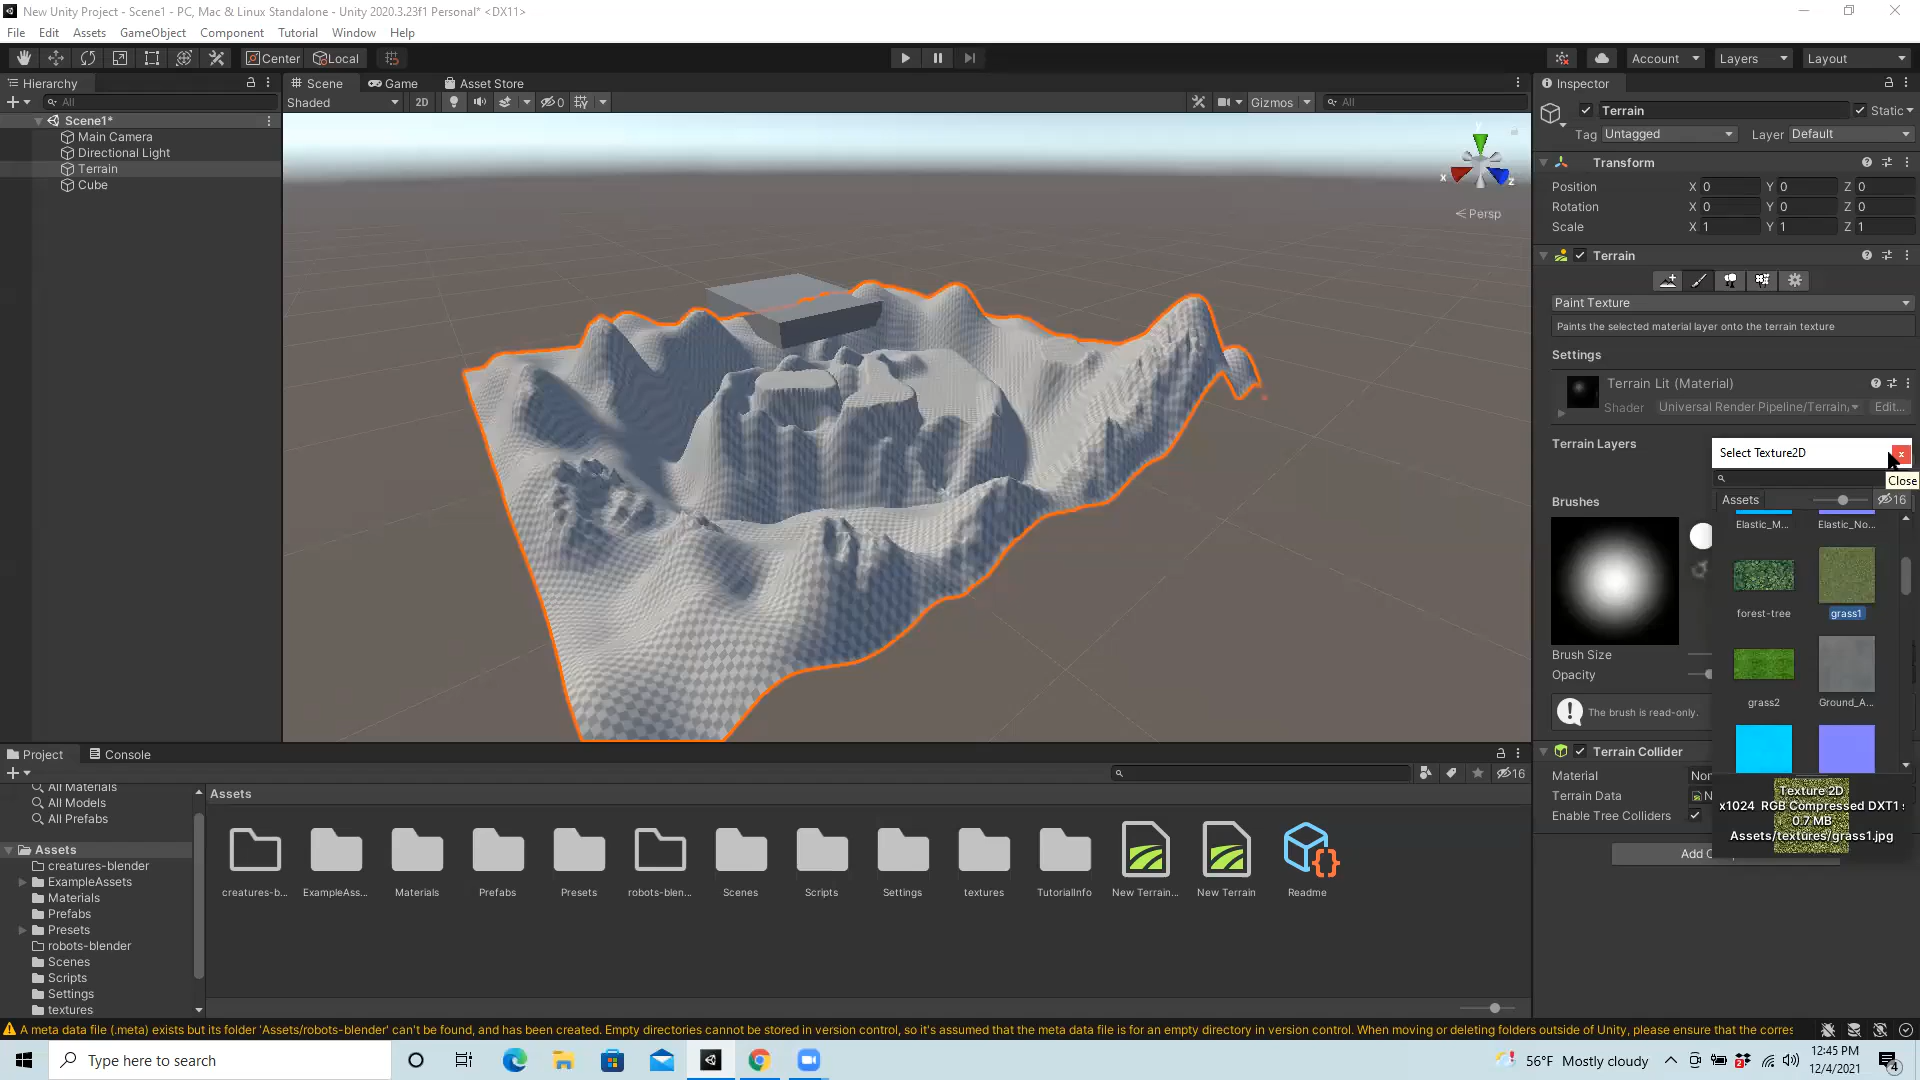 New Unity Project - Scene1 - PC, Mac & Linux Standalone - Unity 2020.3.23f1 Personal* <DX11>
File Edit Assets GameObject Component Tutorial Window Help
Center Local Account Layers Layout
Hierarchy
All
Scene1*
Main Camera
Directional Light
Terrain
Cube
Scene Game Asset Store
Shaded 2D 0 Gizmos All
y
x
z
Persp
Inspector
Terrain Static
Tag Untagged Layer Default
Transform
Position X 0 Y 0 Z 0
Rotation X 0 Y 0 Z 0
Scale X 1 Y 1 Z 1
Terrain
Paint Texture
Paints the selected material layer onto the terrain texture
Settings
Terrain Lit (Material)
Shader Universal Render Pipeline/Terrain/ Edit...
Terrain Layers
Brushes
Brush Size
Opacity
The brush is read-only.
Terrain Collider
Material Non
Terrain Data N
Enable Tree Colliders
Add C
Select Texture2D
Close
Assets 16
Elastic_M... Elastic_No...
forest-tree grass1
grass2 Ground_A...
Texture 2D
x1024 RGB Compressed DXT1 s
0.7 MB
Assets/textures/grass1.jpg
Project Console
16
All Materials
All Models
All Prefabs
Assets
creatures-blender
ExampleAssets
Materials
Prefabs
Presets
robots-blender
Scenes
Scripts
Settings
textures
Assets
creatures-b... ExampleAss... Materials Prefabs Presets robots-blen... Scenes Scripts Settings textures TutorialInfo New Terrain... New Terrain Readme
A meta data file (.meta) exists but its folder 'Assets/robots-blender' can't be found, and has been created. Empty directories cannot be stored in version control, so it's assumed that the meta data file is for an empty directory in version control. When moving or deleting folders outside of Unity, please ensure that the corres
Type here to search
56°F Mostly cloudy
12:45 PM
12/4/2021
4